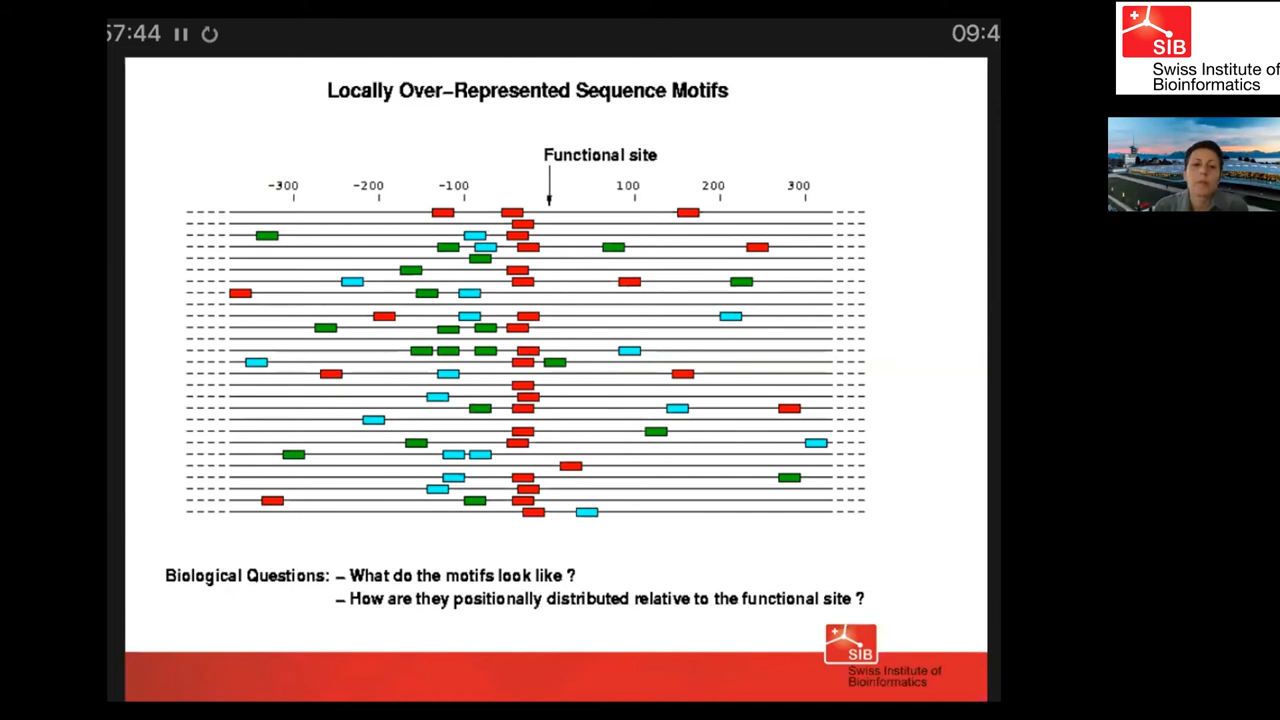 57:44
09:4
SIB
Swiss Institute of
Bioinformatics
Locally Over-Represented Sequence Motifs
Functional site
-300 -200 -100 100 200 300
Biological Questions: - What do the motifs look like ?
- How are they positionally distributed relative to the functional site ?
SIB
Swiss Institute of
Bioinformatics